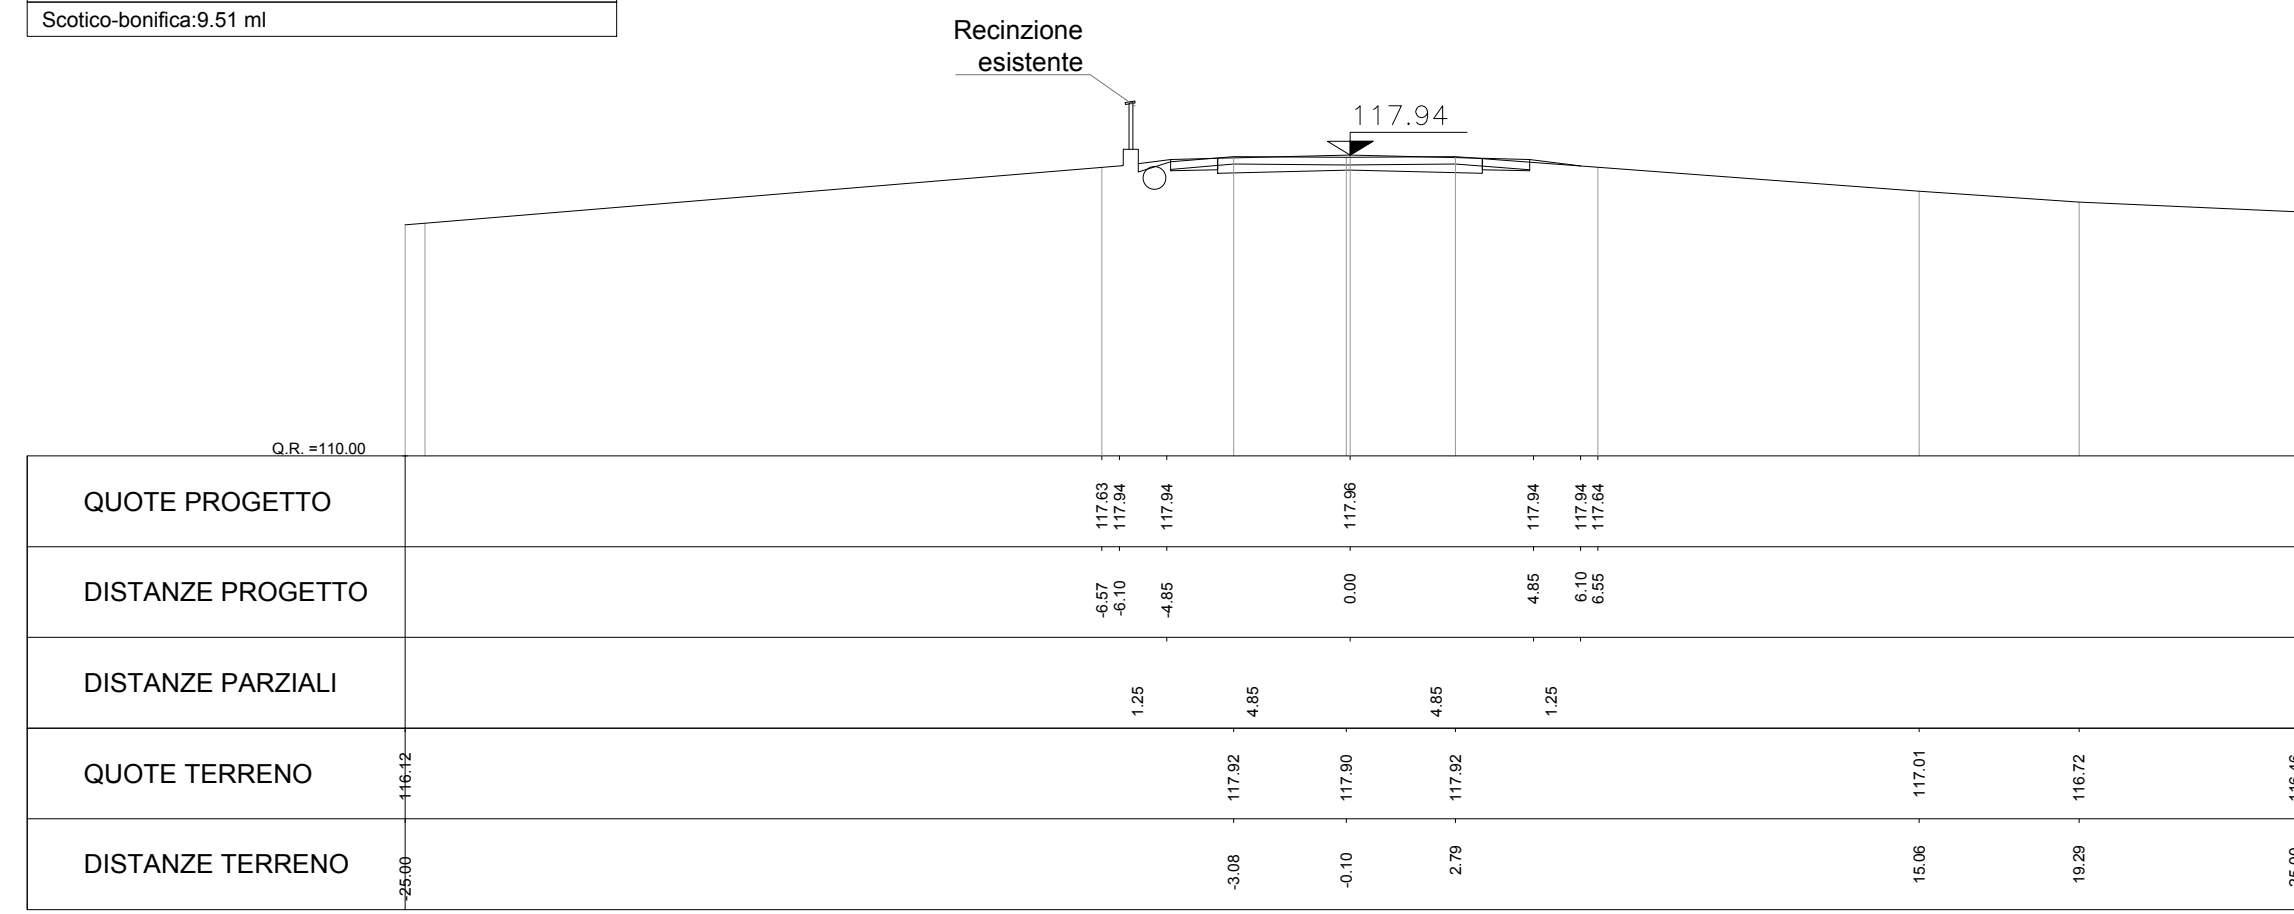 Scotico-bonifica:9.51 ml
Recinzione
esistente
117.94
Q.R. =110.00
QUOTE PROGETTO 117.63 117.94 117.94 117.96 117.94 117.94 117.64
DISTANZE PROGETTO -6.57 -6.10 -4.85 0.00 4.85 6.10 6.55
DISTANZE PARZIALI 1.25 4.85 4.85 1.25
QUOTE TERRENO 116.12 117.92 117.90 117.92 117.01 116.72
DISTANZE TERRENO -25.00 -3.08 -0.10 2.79 15.06 19.29